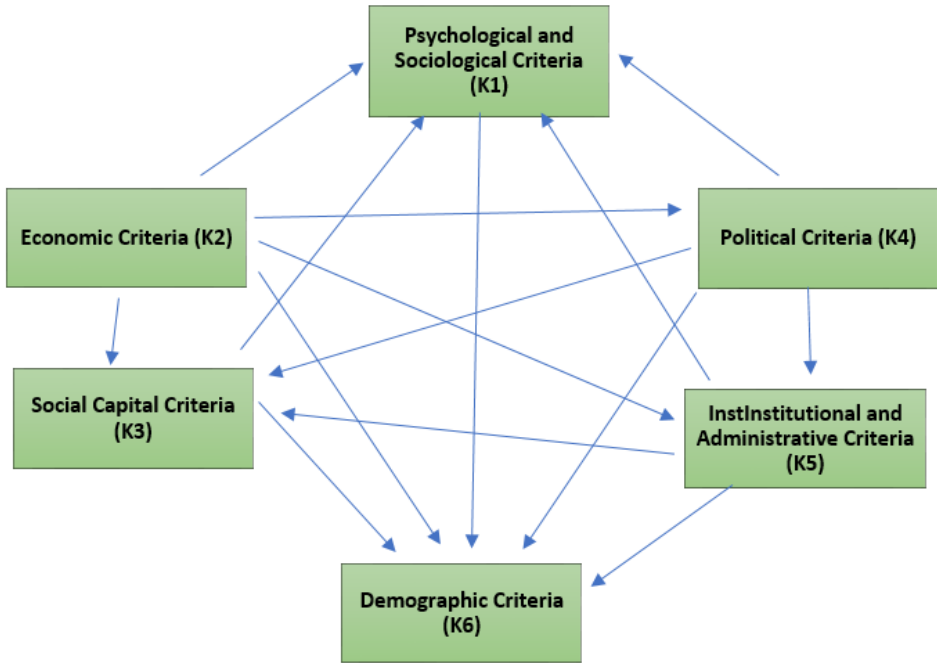 Psychological and
Sociological Criteria
(K1)
Economic Criteria (K2)
Political Criteria (K4)
Social Capital Criteria
(K3)
InstInstitutional and
Administrative Criteria
(K5)
Demographic Criteria
(K6)